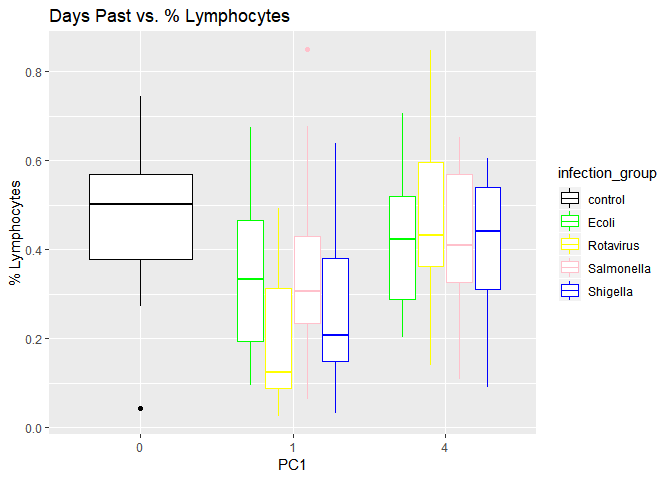 Days Past vs. % Lymphocytes
% Lymphocytes
0.8
0.6
0.4
0.2
0.0
0
1
4
PC1
infection_group
control
Ecoli
Rotavirus
Salmonella
Shigella